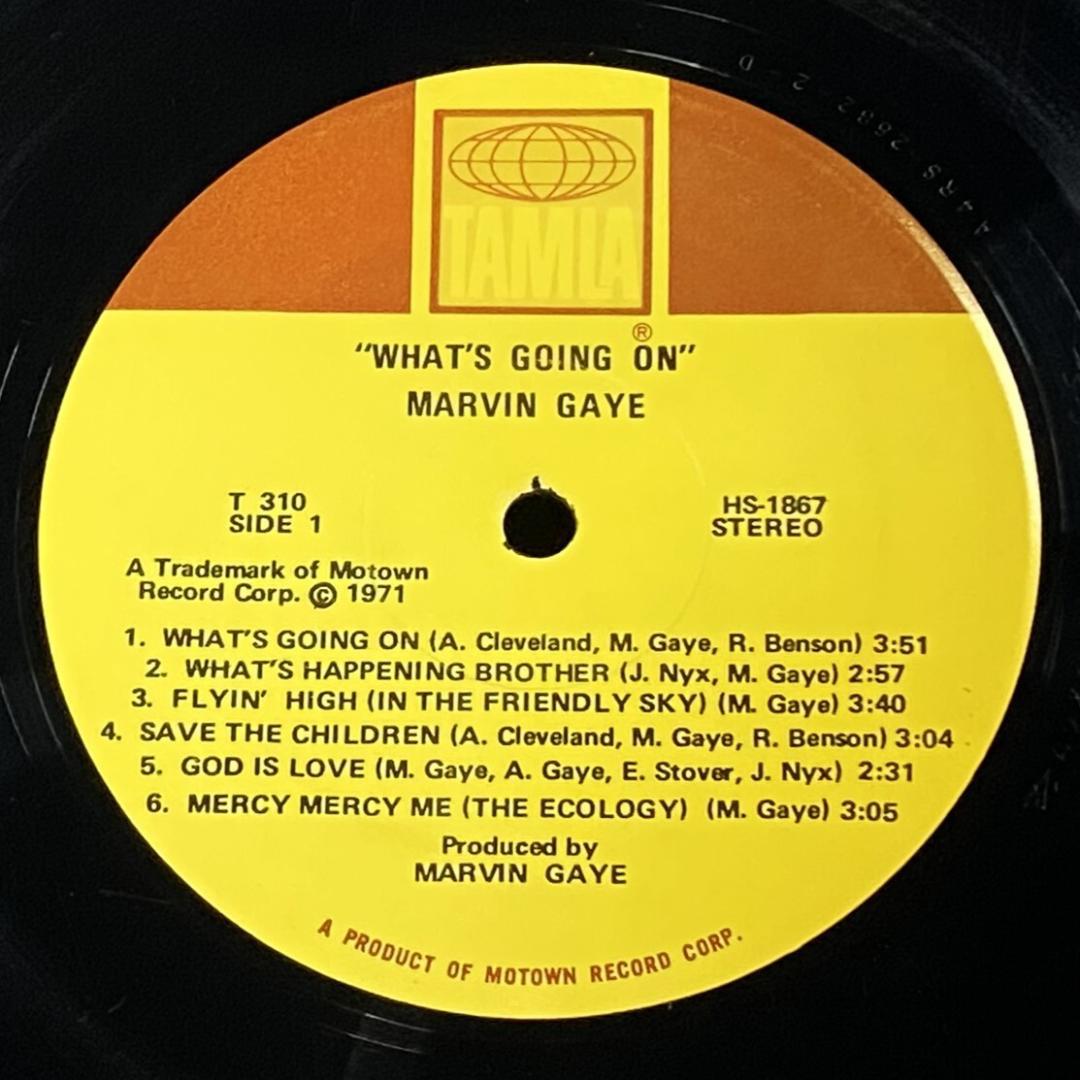 A4RS-2682 2-D
TAMLA
®
“WHAT'S GOING ON”
MARVIN GAYE
T 310
SIDE 1
HS-1867
STEREO
A Trademark of Motown
Record Corp. © 1971
1. WHAT'S GOING ON (A. Cleveland, M. Gaye, R. Benson) 3:51
2. WHAT'S HAPPENING BROTHER (J. Nyx, M. Gaye) 2:57
3. FLYIN' HIGH (IN THE FRIENDLY SKY) (M. Gaye) 3:40
4. SAVE THE CHILDREN (A. Cleveland, M. Gaye, R. Benson) 3:04
5. GOD IS LOVE (M. Gaye, A. Gaye, E. Stover, J. Nyx) 2:31
6. MERCY MERCY ME (THE ECOLOGY) (M. Gaye) 3:05
Produced by
MARVIN GAYE
A PRODUCT OF MOTOWN RECORD CORP.